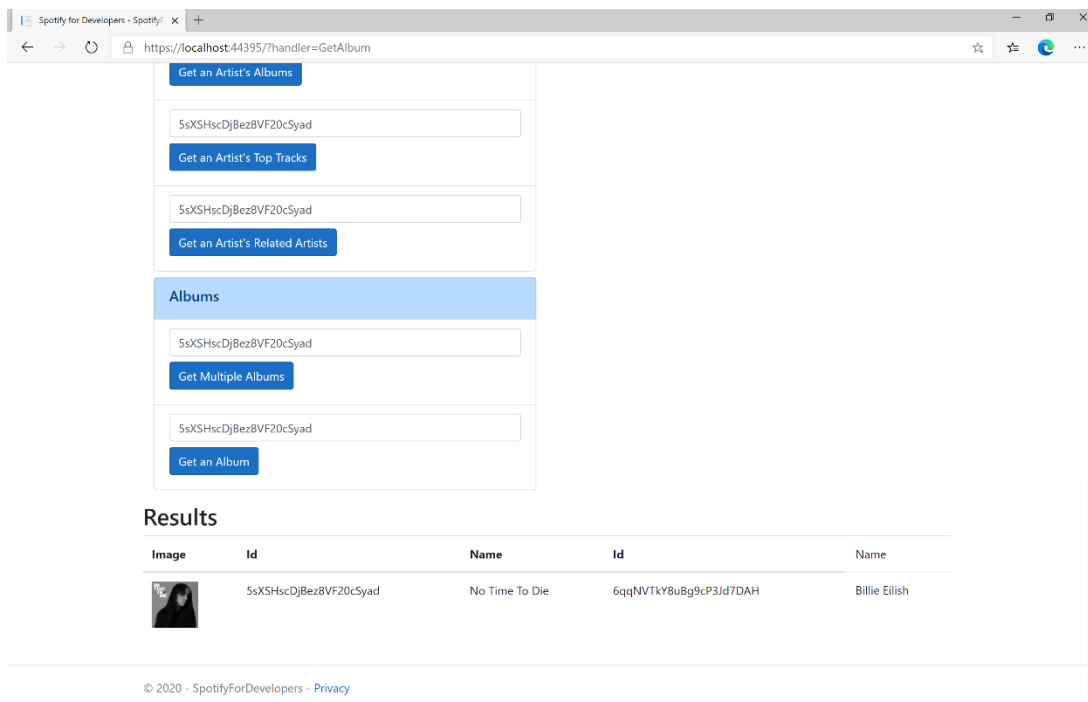 Spotify for Developers - Spotify
https://localhost:44395/?handler=GetAlbum
Get an Artist's Albums
5sXSHscDjBez8VF20cSyad
Get an Artist's Top Tracks
5sXSHscDjBez8VF20cSyad
Get an Artist's Related Artists
Albums
5sXSHscDjBez8VF20cSyad
Get Multiple Albums
5sXSHscDjBez8VF20cSyad
Get an Album
Results
Image Id Name Id Name
5sXSHscDjBez8VF20cSyad No Time To Die 6qqNVTkY8uBg9cP3Jd7DAH Billie Eilish
© 2020 - SpotifyForDevelopers - Privacy